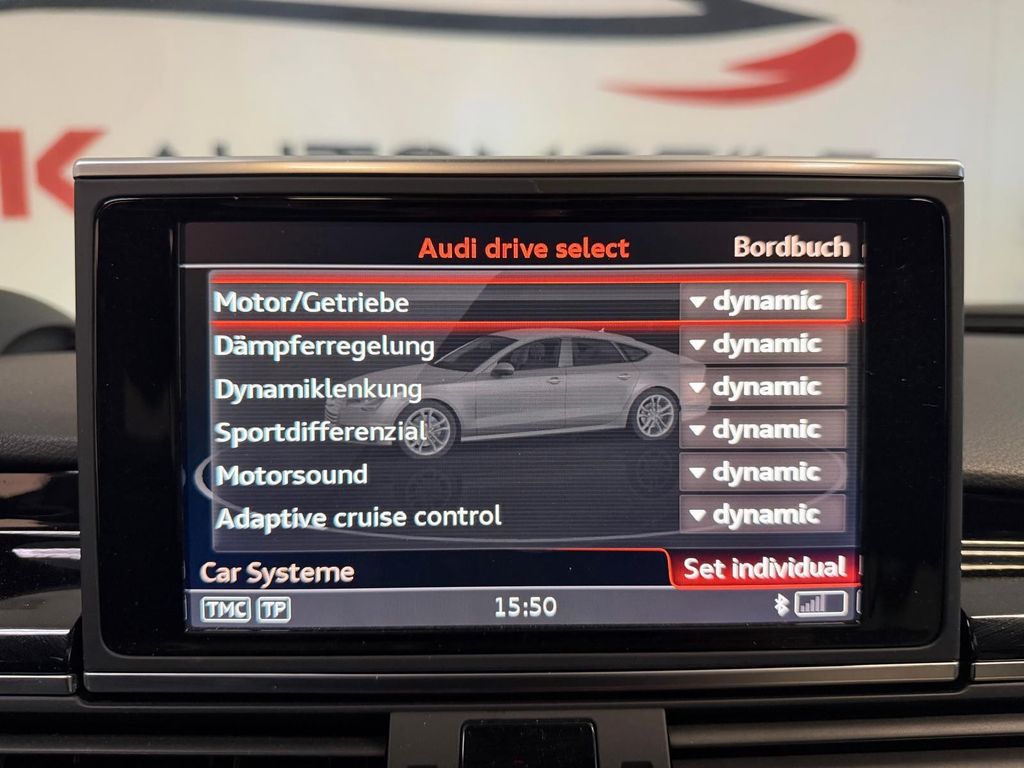 K AUTOMOBILE
Audi drive select
Bordbuch
Motor/Getriebe dynamic
Dämpferregelung dynamic
Dynamiklenkung dynamic
Sportdifferenzial dynamic
Motorsound dynamic
Adaptive cruise control dynamic
Car Systeme
Set individual
TMC TP 15:50